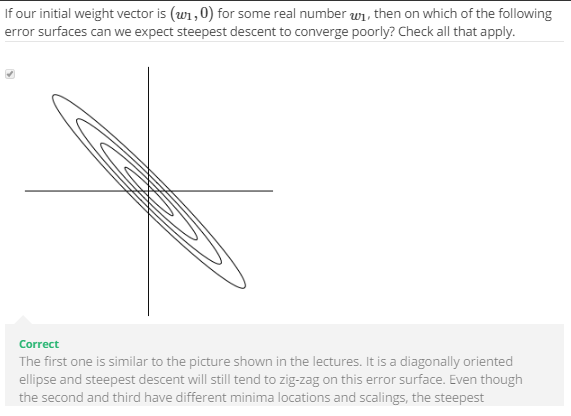 If our initial weight vector is (w₁, 0) for some real number w₁, then on which of the following
error surfaces can we expect steepest descent to converge poorly? Check all that apply.
Correct
The first one is similar to the picture shown in the lectures. It is a diagonally oriented
ellipse and steepest descent will still tend to zig-zag on this error surface. Even though
the second and third have different minima locations and scalings, the steepest